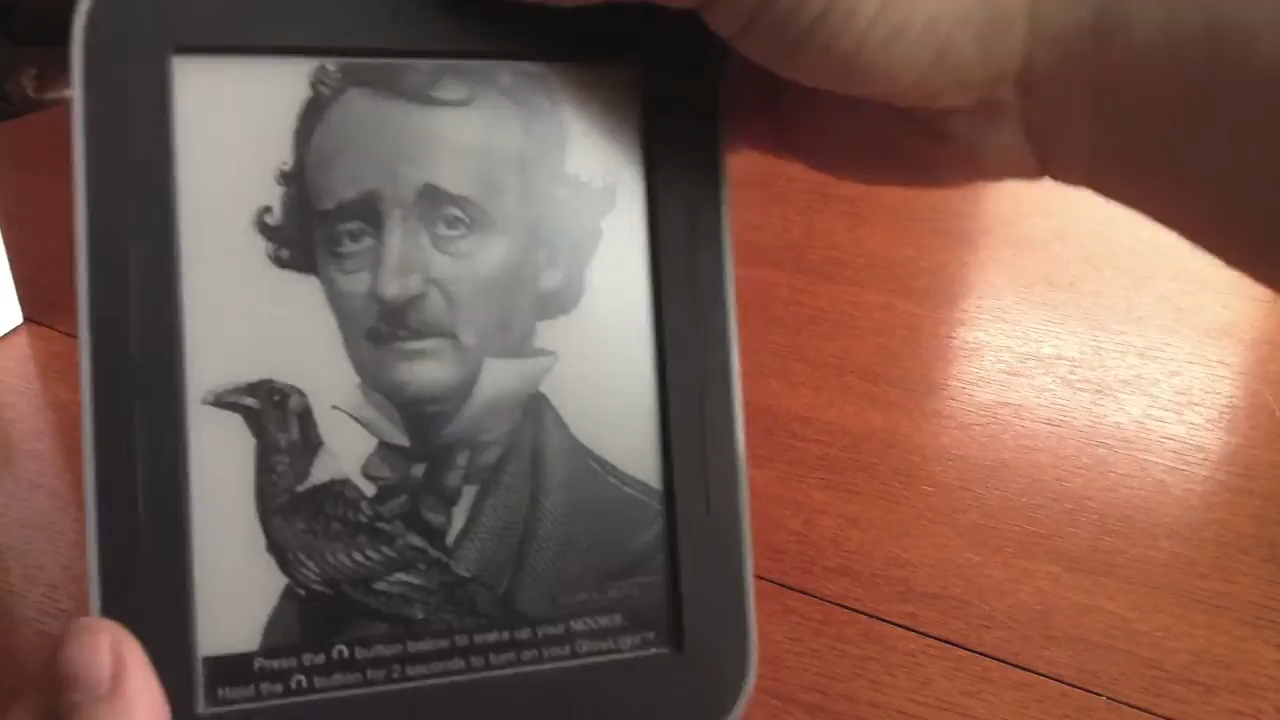 Press the button below to wake up your NOOK®.
Hold the button for 2 seconds to turn on your GlowLight™.